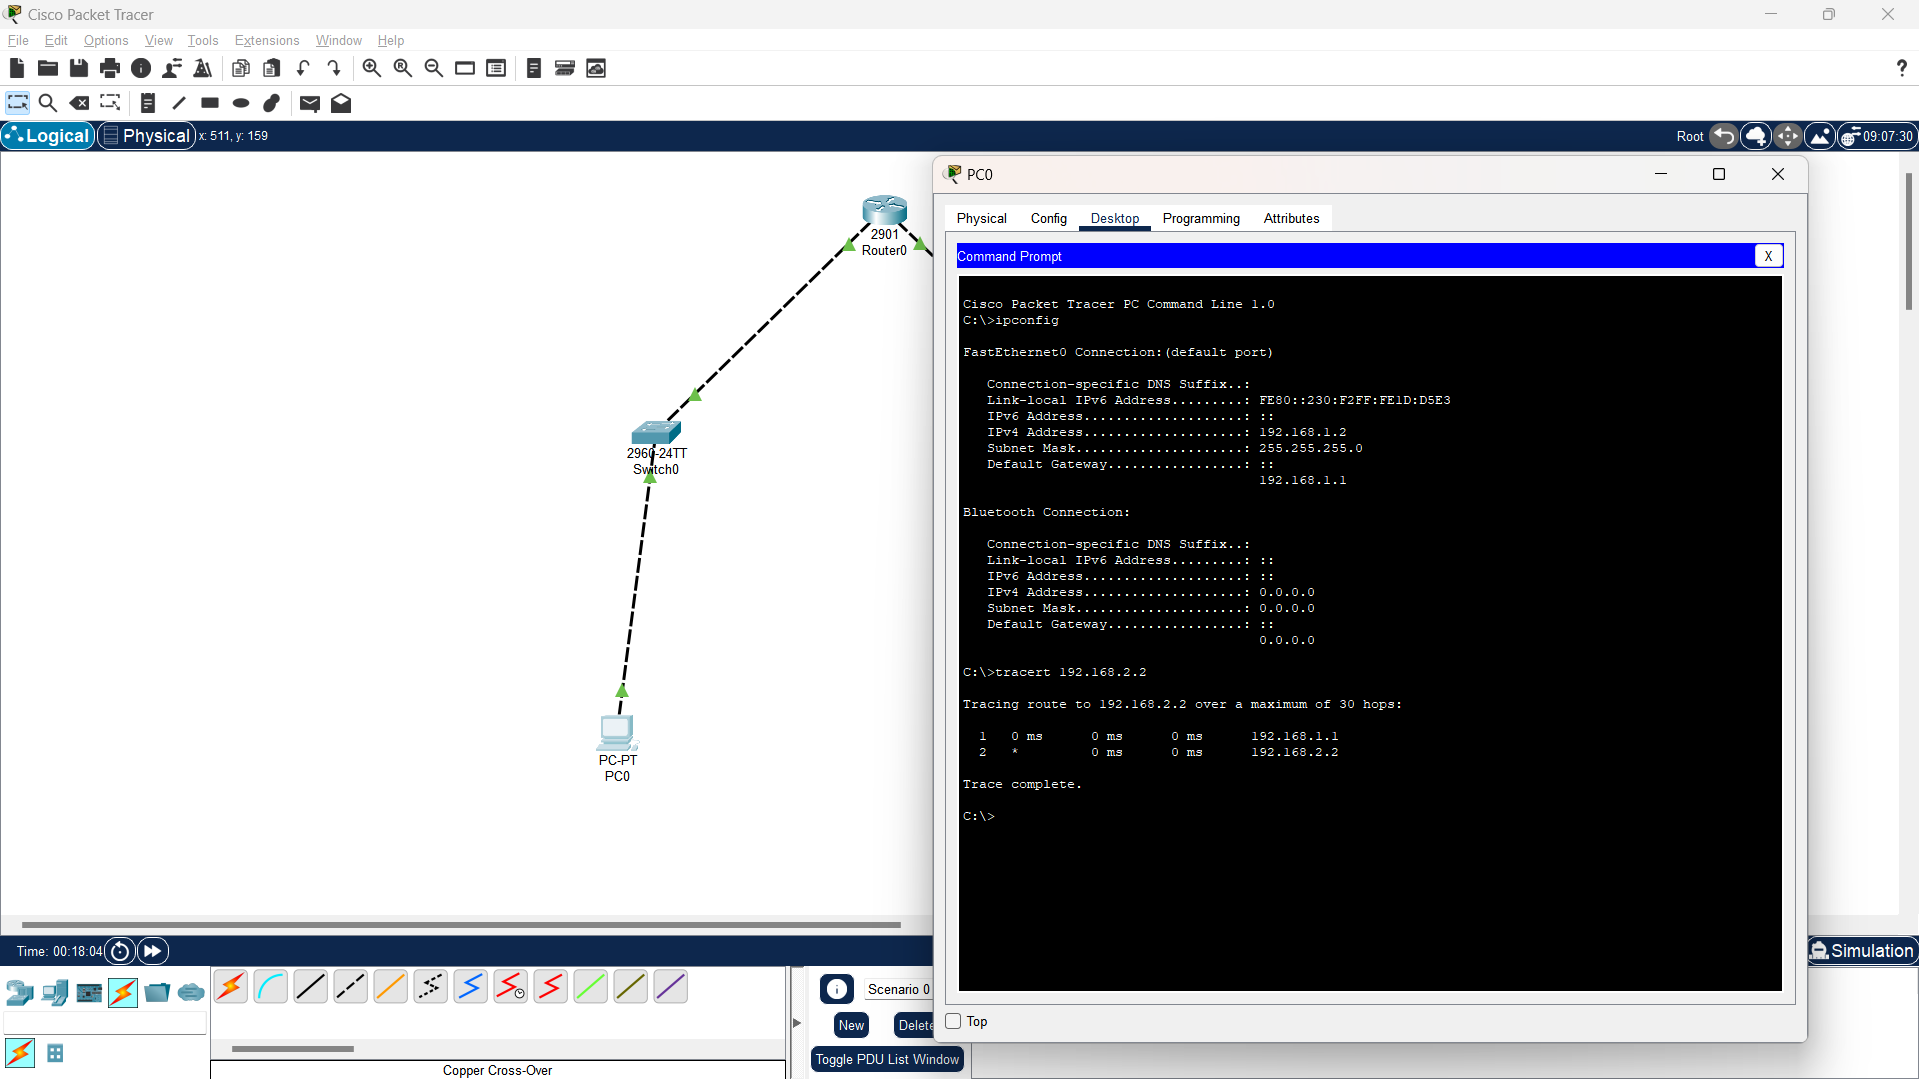 Cisco Packet Tracer
File Edit Options View Tools Extensions Window Help
Logical Physical x: 511, y: 159
Root 09:07:30
2901
Router0
2960-24TT
Switch0
PC-PT
PC0
PC0
Physical Config Desktop Programming Attributes
Command Prompt
X
Cisco Packet Tracer PC Command Line 1.0
C:\>ipconfig
FastEthernet0 Connection:(default port)
Connection-specific DNS Suffix..:
Link-local IPv6 Address.........: FE80::230:F2FF:FE1D:D5E3
IPv6 Address....................: ::
IPv4 Address....................: 192.168.1.2
Subnet Mask.....................: 255.255.255.0
Default Gateway.................: ::
192.168.1.1
Bluetooth Connection:
Connection-specific DNS Suffix..:
Link-local IPv6 Address.........: ::
IPv6 Address....................: ::
IPv4 Address....................: 0.0.0.0
Subnet Mask.....................: 0.0.0.0
Default Gateway.................: ::
0.0.0.0
C:\>tracert 192.168.2.2
Tracing route to 192.168.2.2 over a maximum of 30 hops:
1 0 ms 0 ms 0 ms 192.168.1.1
2 * 0 ms 0 ms 192.168.2.2
Trace complete.
C:\>
Top
Time: 00:18:04
Simulation
Scenario 0
New Delete
Toggle PDU List Window
Copper Cross-Over